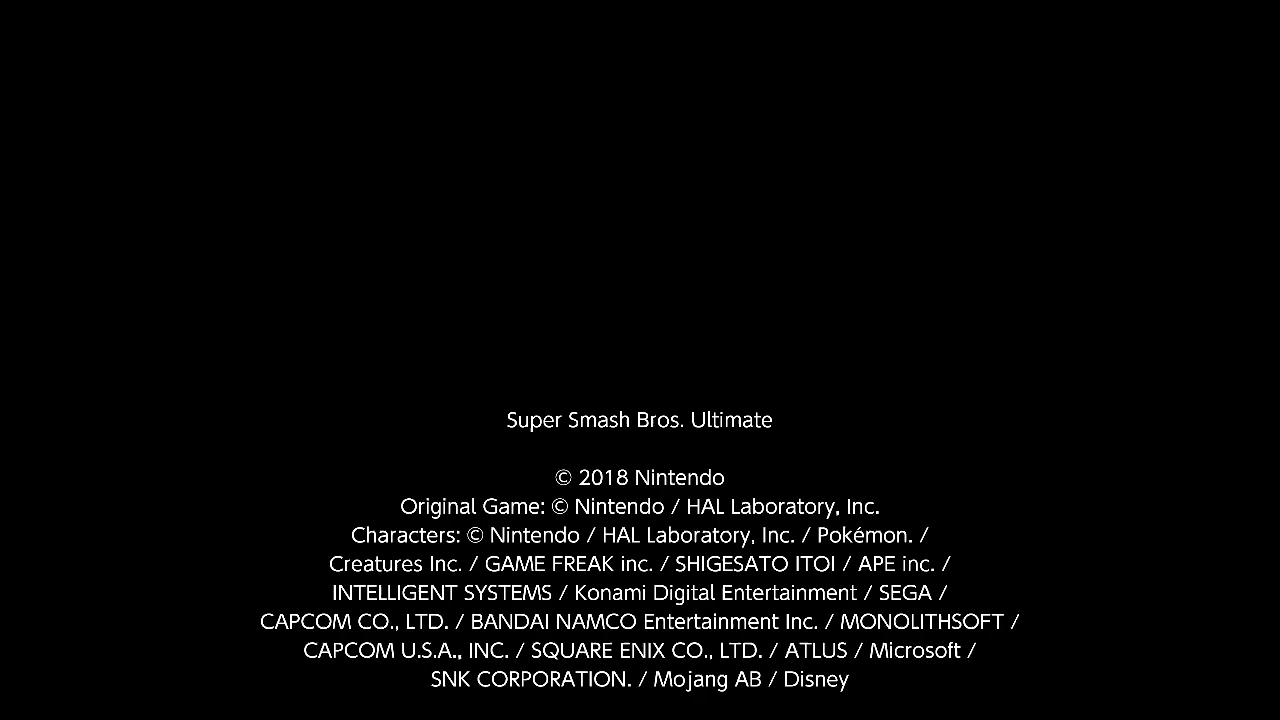 Super Smash Bros. Ultimate
© 2018 Nintendo
Original Game: © Nintendo / HAL Laboratory, Inc.
Characters: © Nintendo / HAL Laboratory, Inc. / Pokémon. /
Creatures Inc. / GAME FREAK inc. / SHIGESATO ITOI / APE inc. /
INTELLIGENT SYSTEMS / Konami Digital Entertainment / SEGA /
CAPCOM CO., LTD. / BANDAI NAMCO Entertainment Inc. / MONOLITHSOFT /
CAPCOM U.S.A., INC. / SQUARE ENIX CO., LTD. / ATLUS / Microsoft /
SNK CORPORATION. / Mojang AB / Disney